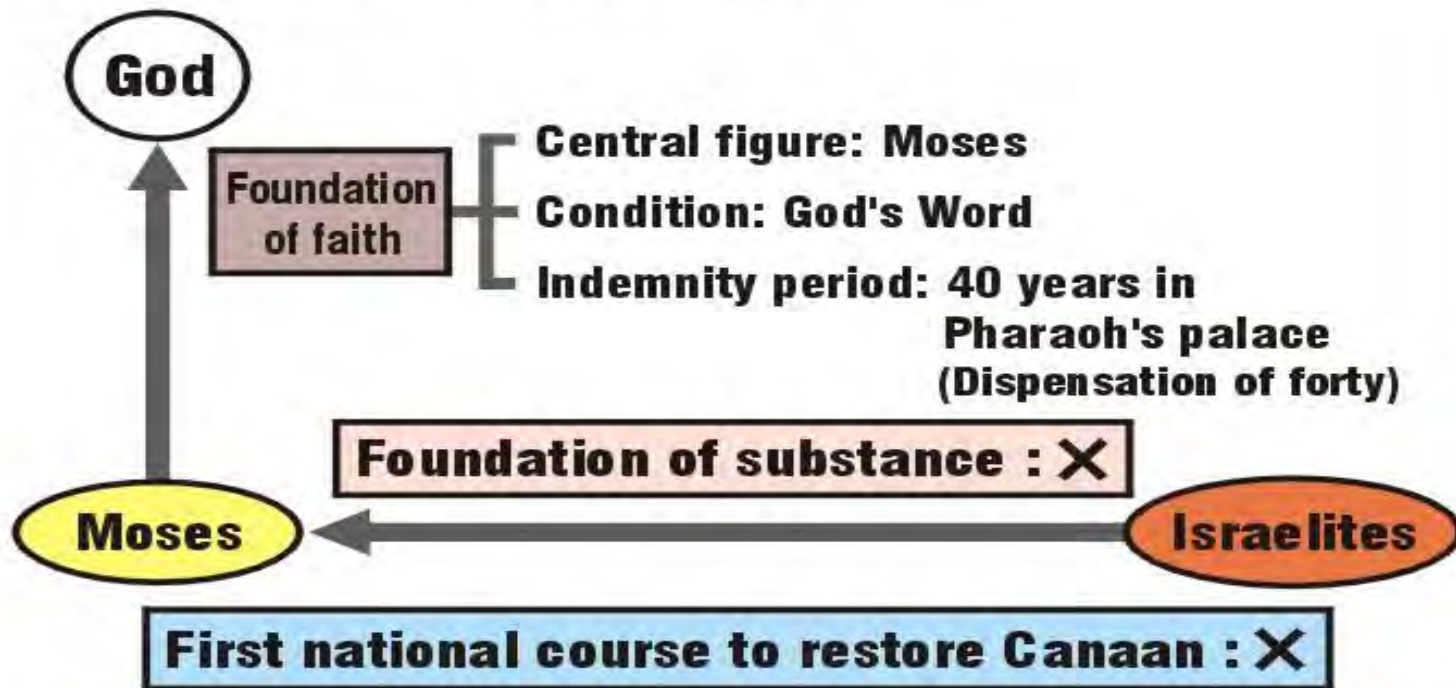 God
Foundation
of faith
Central figure: Moses
Condition: God's Word
Indemnity period: 40 years in
Pharaoh's palace
(Dispensation of forty)
Foundation of substance : ✕
Moses
Israelites
First national course to restore Canaan : ✕